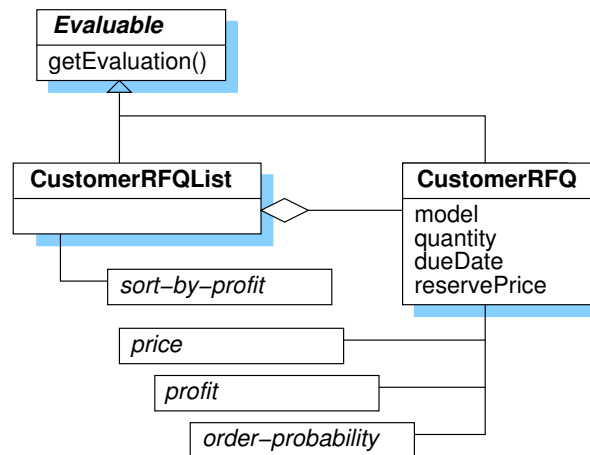 Evaluable
getEvaluation()
CustomerRFQList
CustomerRFQ
model
quantity
dueDate
reservePrice
sort−by−profit
price
profit
order−probability